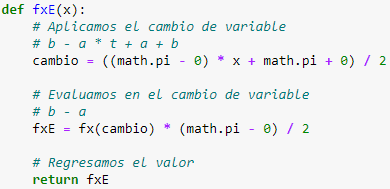 def fxE(x):
# Aplicamos el cambio de variable
# b - a * t + a + b
cambio = ((math.pi - 0) * x + math.pi + 0) / 2
# Evaluamos en el cambio de variable
# b - a
fxE = fx(cambio) * (math.pi - 0) / 2
# Regresamos el valor
return fxE